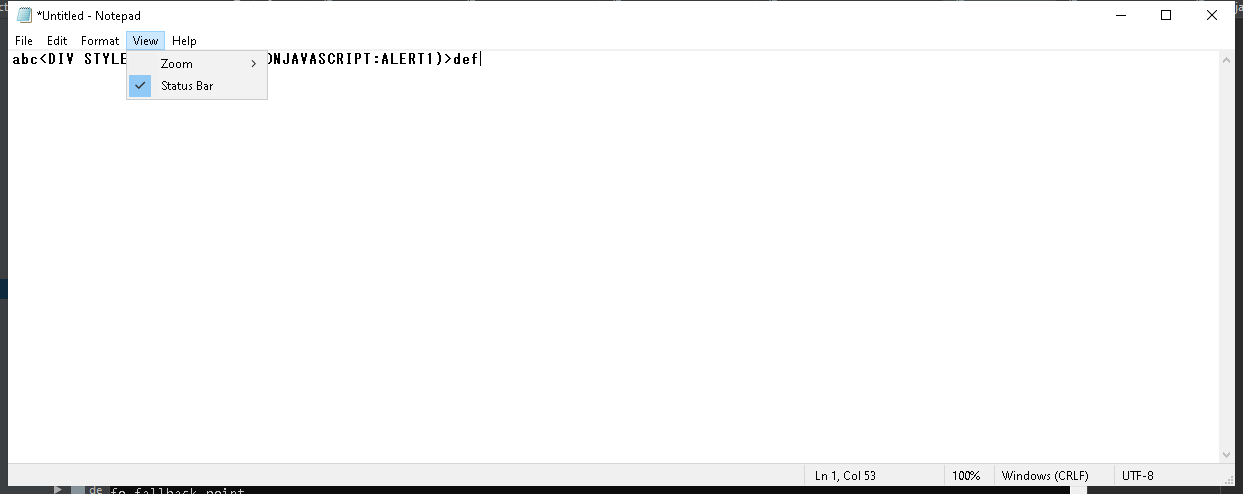 *Untitled - Notepad
File Edit Format View Help
abc<DIV STYLE ONJAVASCRIPT:ALERT1)>def
Zoom
Status Bar
Ln 1, Col 53 100% Windows (CRLF) UTF-8
de fo fallback point